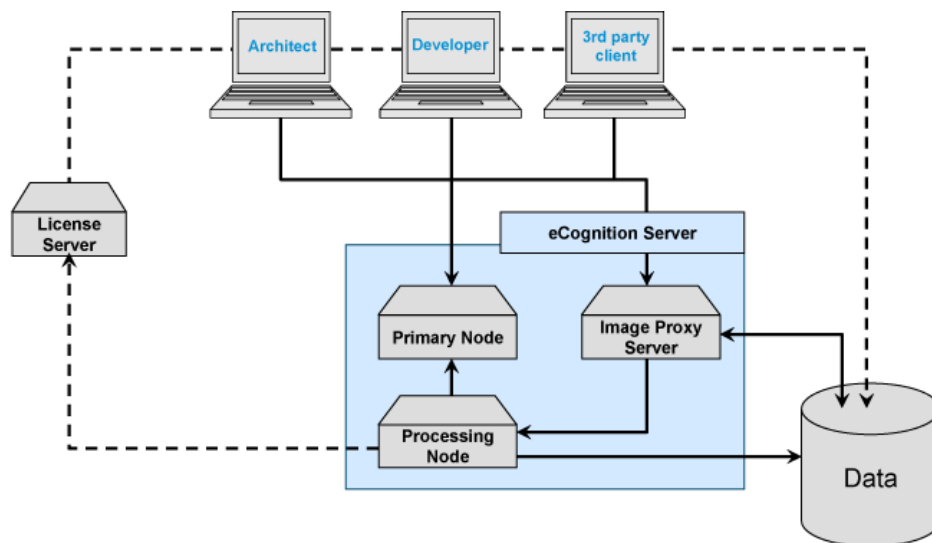 Architect
Developer
3rd party
client
License
Server
eCognition Server
Primary Node
Image Proxy
Server
Processing
Node
Data